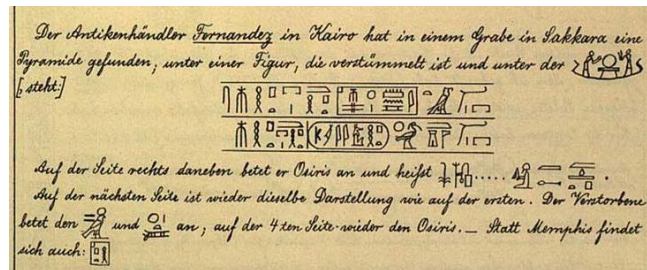 Der Antikenhändler Fernandez in Kairo hat in einem Grabe in Sakkara eine
Pyramide gefunden; unter einer Figur, die verstümmelt ist und unter der
[steht:]
Auf der Seite rechts daneben betet er Osiris an und heißt ......
Auf der nächsten Seite ist wieder dieselbe Darstellung wie auf der ersten. Der Verstorbene
betet den und an; auf der 4ten Seite wieder den Osiris. — Statt Memphis findet
sich auch: